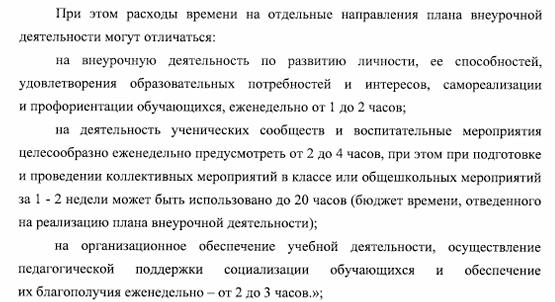 При этом расходы времени на отдельные направления плана внеурочной
деятельности могут отличаться:
на внеурочную деятельность по развитию личности, ее способностей,
удовлетворения образовательных потребностей и интересов, самореализации
и профориентации обучающихся, еженедельно от 1 до 2 часов;
на деятельность ученических сообществ и воспитательные мероприятия
целесообразно еженедельно предусмотреть от 2 до 4 часов, при этом при подготовке
и проведении коллективных мероприятий в классе или общешкольных мероприятий
за 1 - 2 недели может быть использовано до 20 часов (бюджет времени, отведенного
на реализацию плана внеурочной деятельности);
на организационное обеспечение учебной деятельности, осуществление
педагогической поддержки социализации обучающихся и обеспечение
их благополучия еженедельно – от 2 до 3 часов.»;